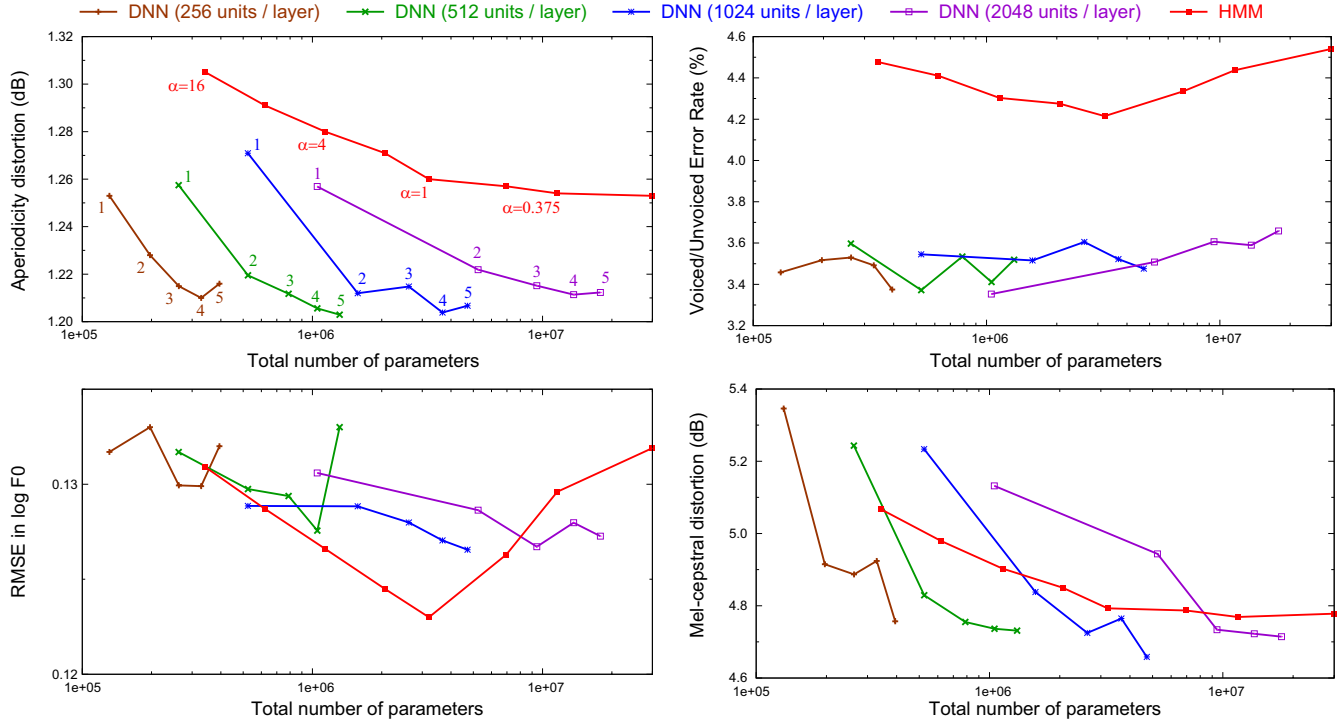 DNN (256 units / layer) DNN (512 units / layer) DNN (1024 units / layer) DNN (2048 units / layer) HMM
Aperiodicity distortion (dB)
1.32
1.30
1.28
1.26
1.24
1.22
1.20
α=16
α=4
α=1
α=0.375
1
2
3
4
5
1
2
3
4
5
1
2
3
4
5
1
2
3
4
5
1e+05
1e+06
1e+07
Total number of parameters
Voiced/Unvoiced Error Rate (%)
4.6
4.4
4.2
4.0
3.8
3.6
3.4
3.2
1e+05
1e+06
1e+07
Total number of parameters
RMSE in log F0
0.13
0.12
1e+05
1e+06
1e+07
Total number of parameters
Mel-cepstral distortion (dB)
5.4
5.2
5.0
4.8
4.6
1e+05
1e+06
1e+07
Total number of parameters